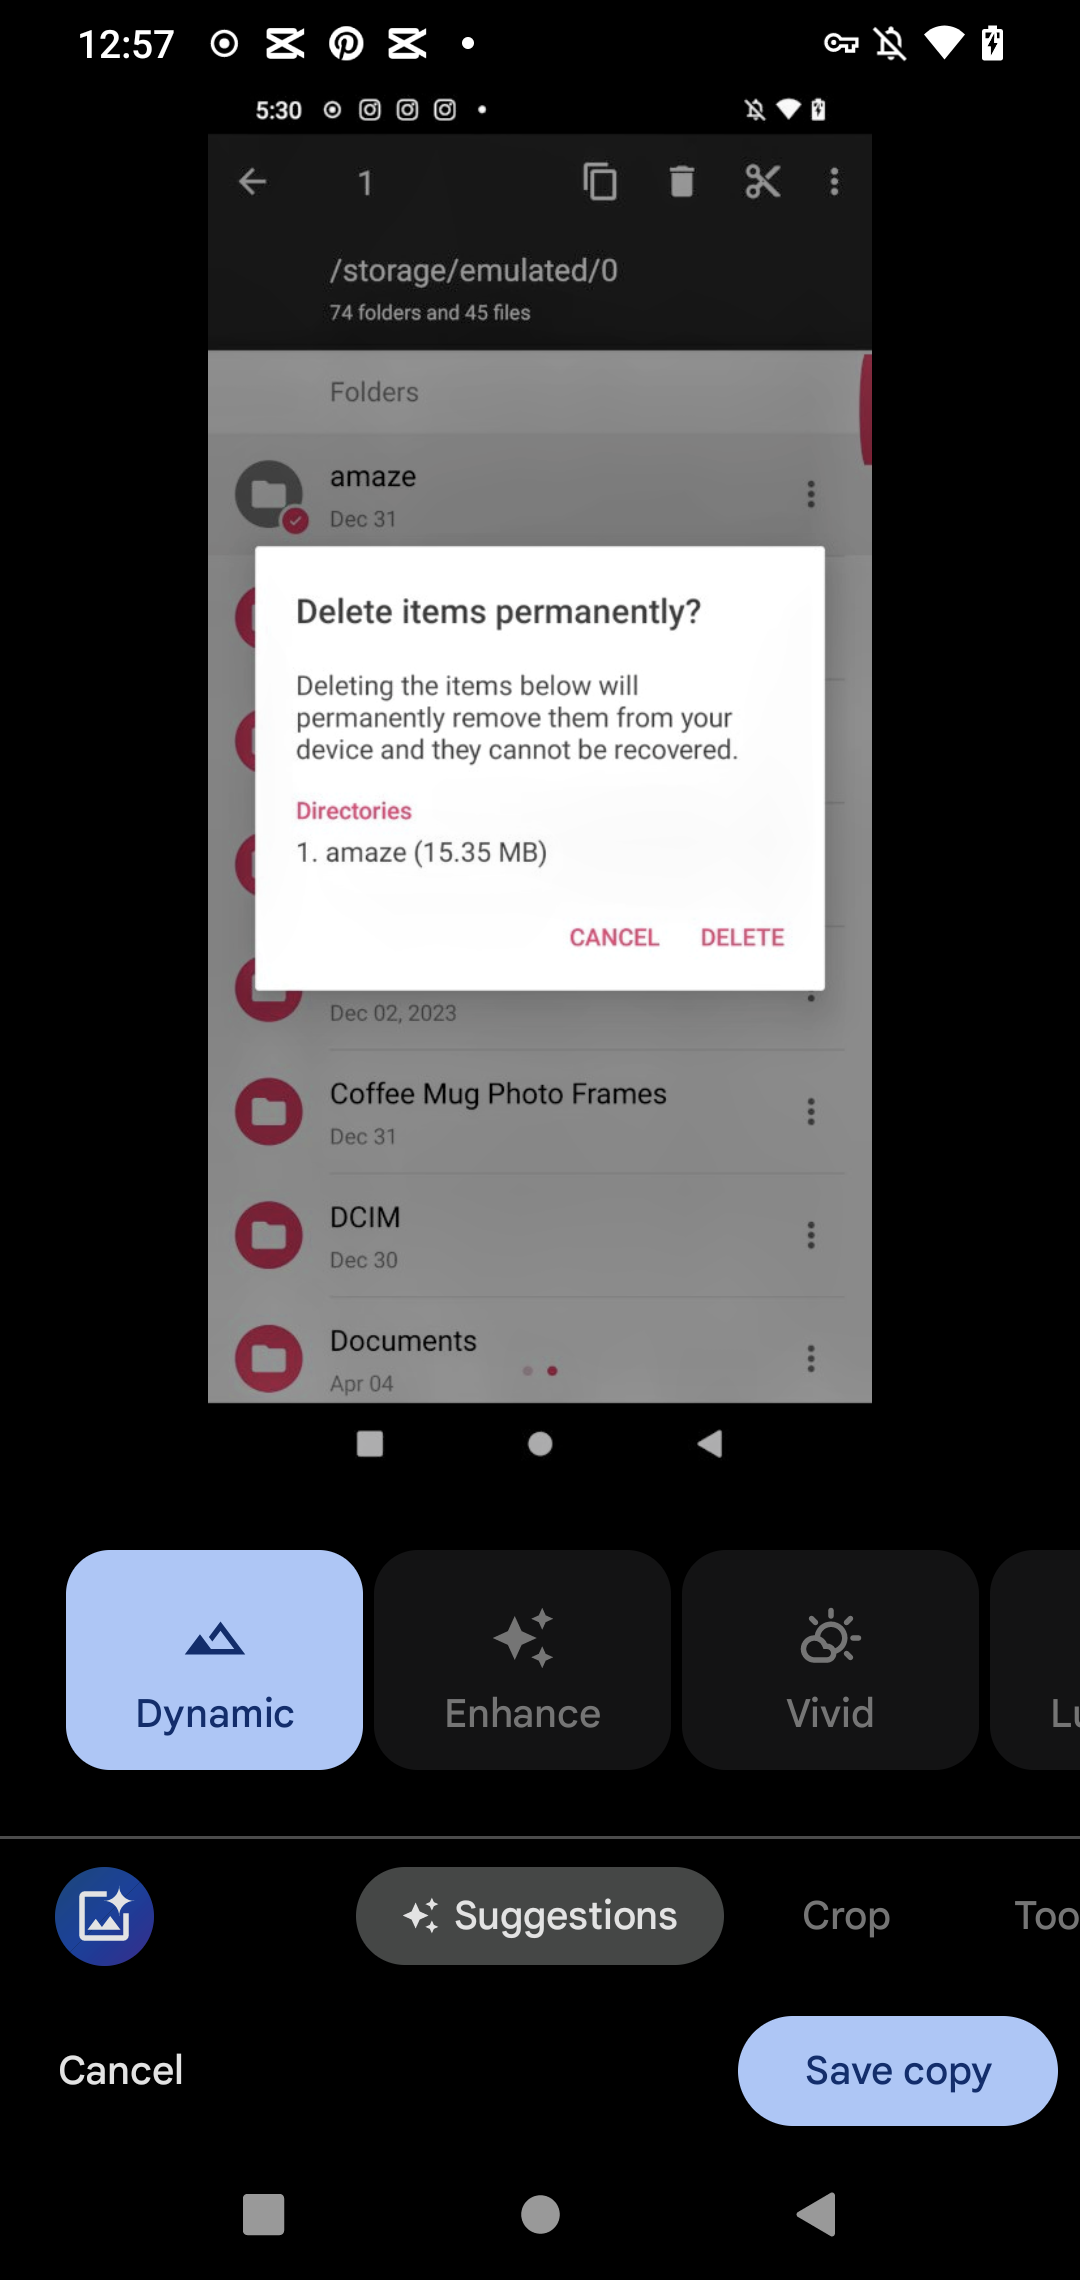 12:57
5:30
1
/storage/emulated/0
74 folders and 45 files
Folders
amaze
Dec 31
Delete items permanently?
Deleting the items below will
permanently remove them from your
device and they cannot be recovered.
Directories
1. amaze (15.35 MB)
CANCEL DELETE
Dec 02, 2023
Coffee Mug Photo Frames
Dec 31
DCIM
Dec 30
Documents
Apr 04
Dynamic Enhance Vivid
Suggestions Crop
Cancel Save copy